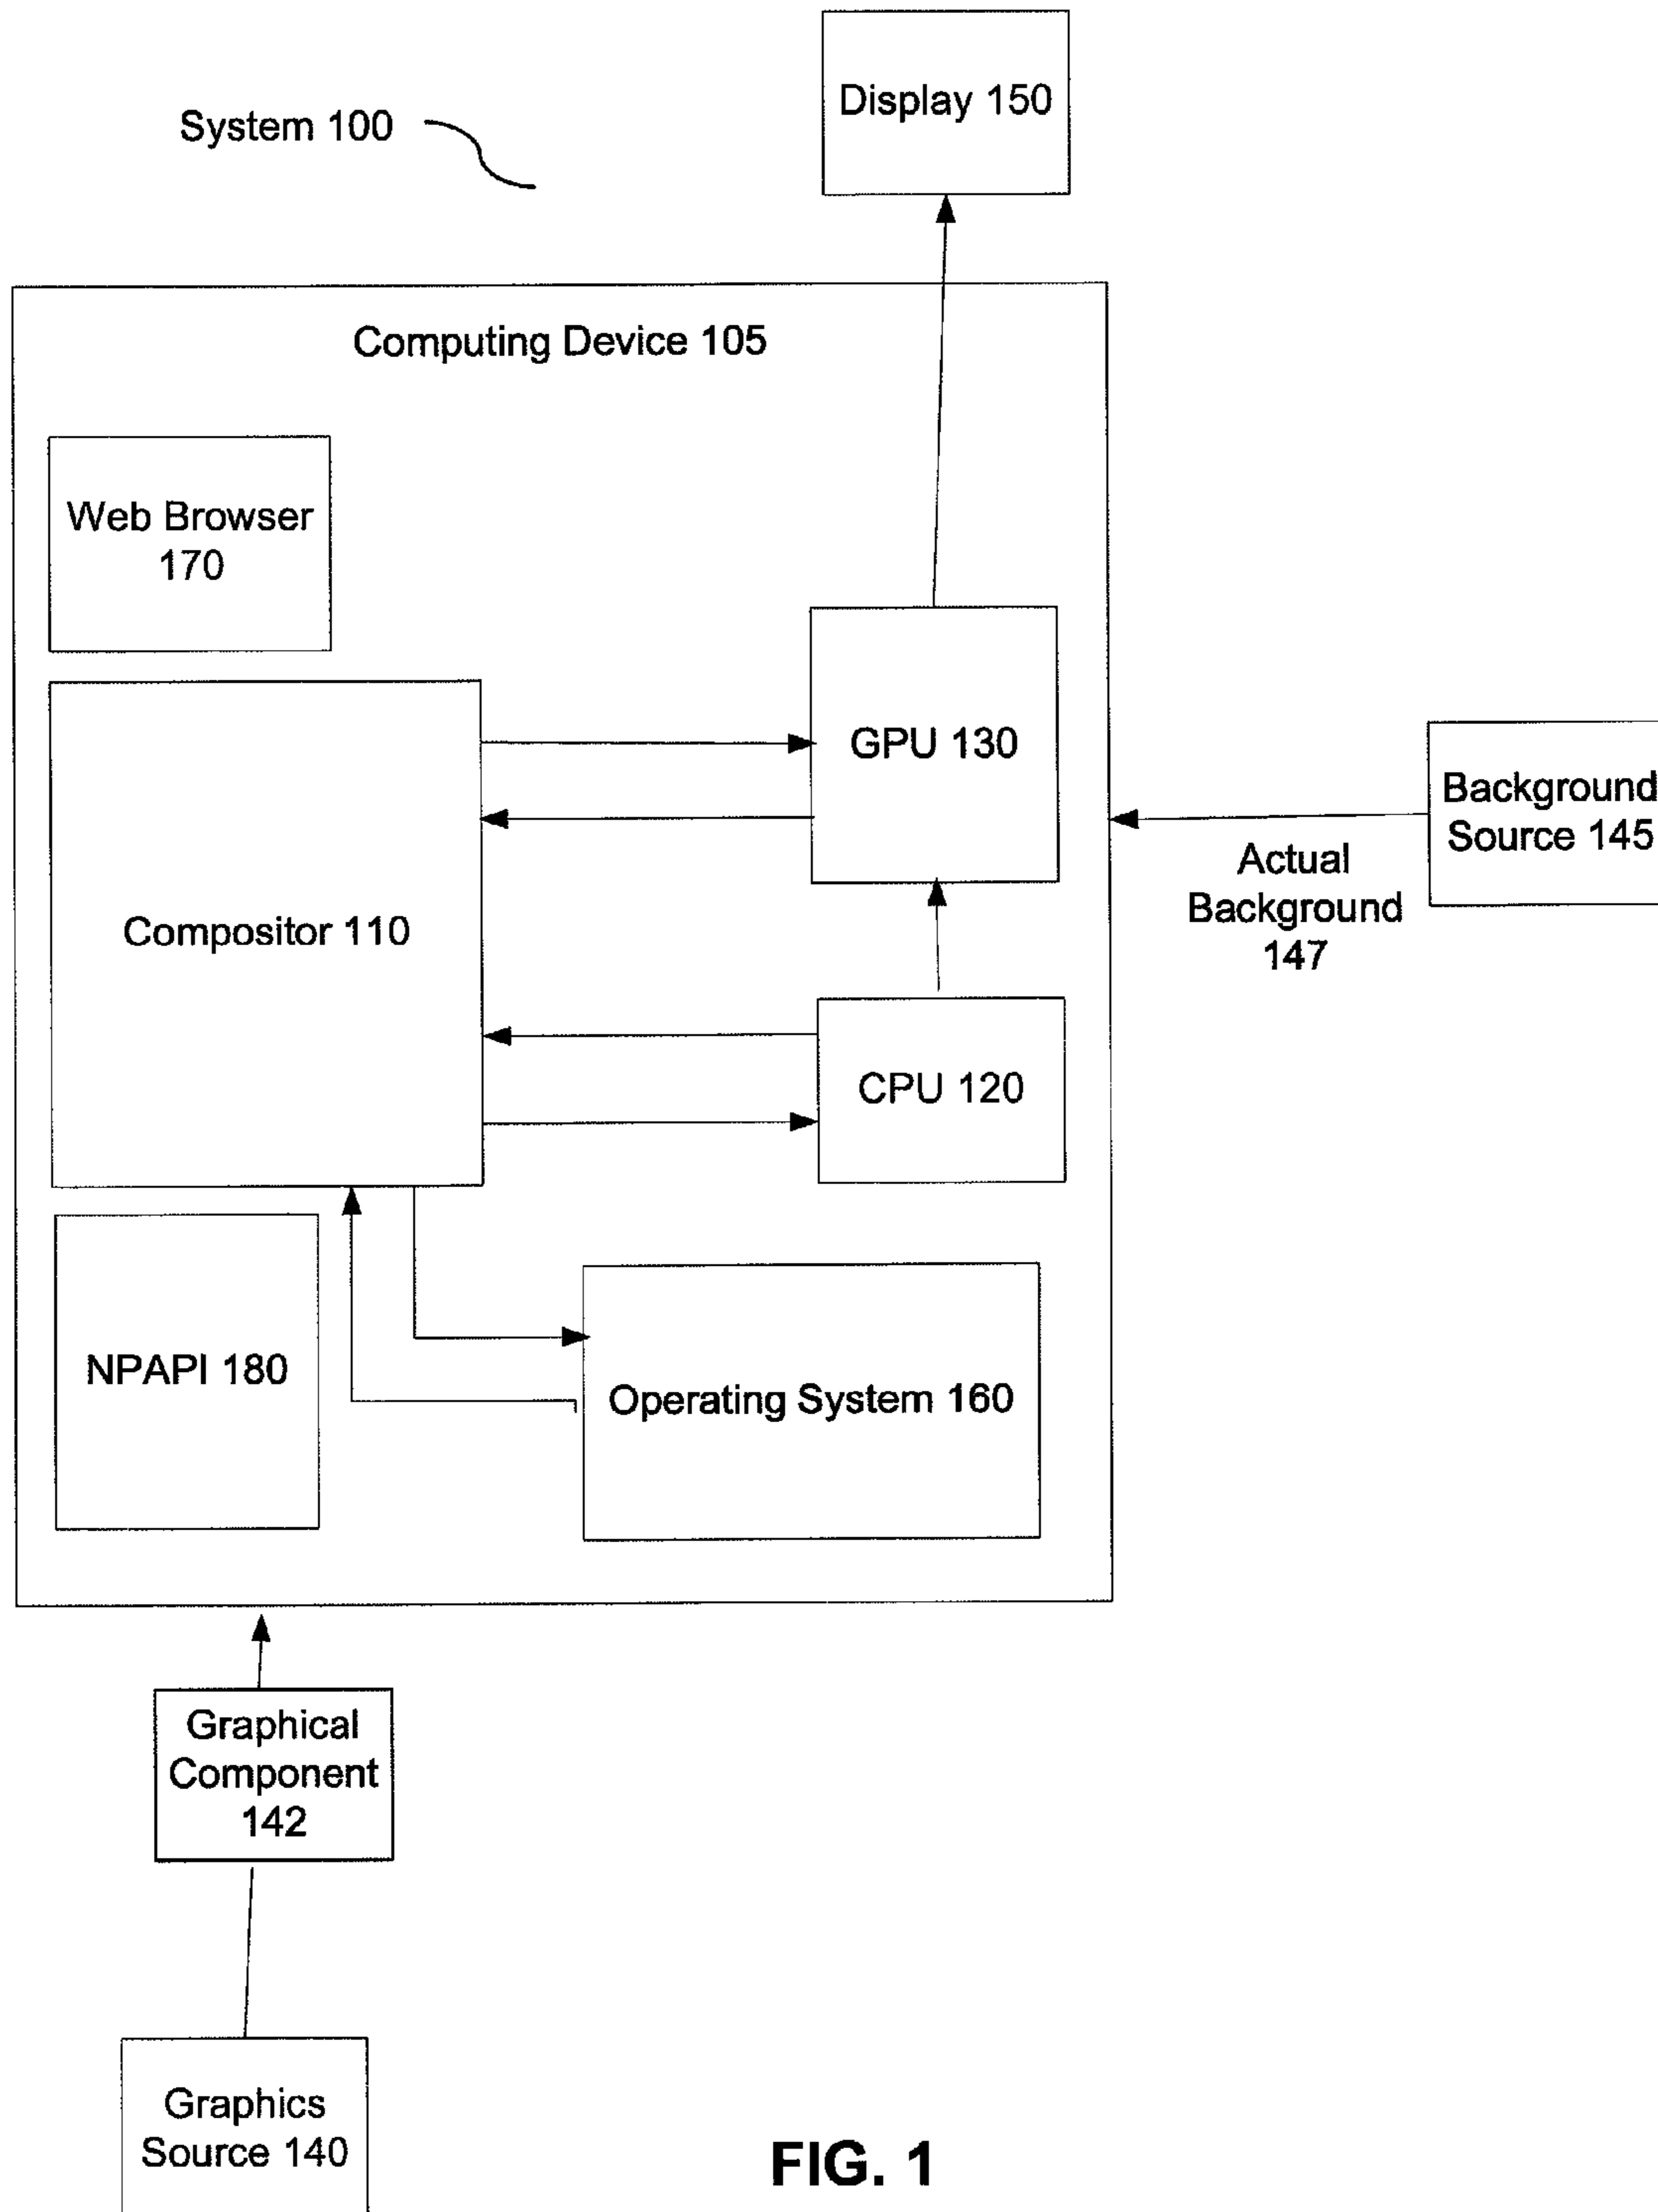 Display 150
System 100
Computing Device 105
Web Browser
170
GPU 130
Background
Source 145
Actual
Background
147
Compositor 110
CPU 120
NPAPI 180
Operating System 160
Graphical
Component
142
Graphics
Source 140
FIG. 1